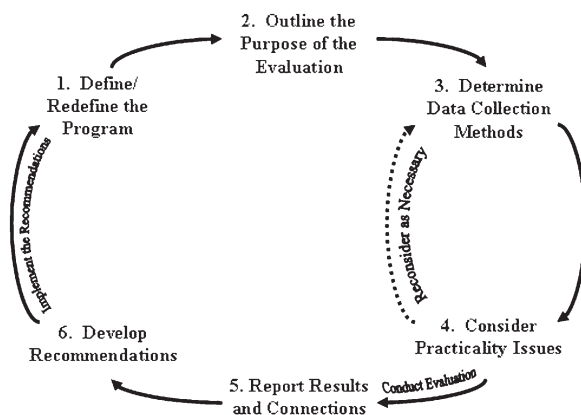 1. Define/
Redefine the
Program
2. Outline the
Purpose of the
Evaluation
3. Determine
Data Collection
Methods
Reconsider as Necessary
4. Consider
Practicality Issues
Conduct Evaluation
5. Report Results
and Connections
6. Develop
Recommendations
Implement the Recommendations